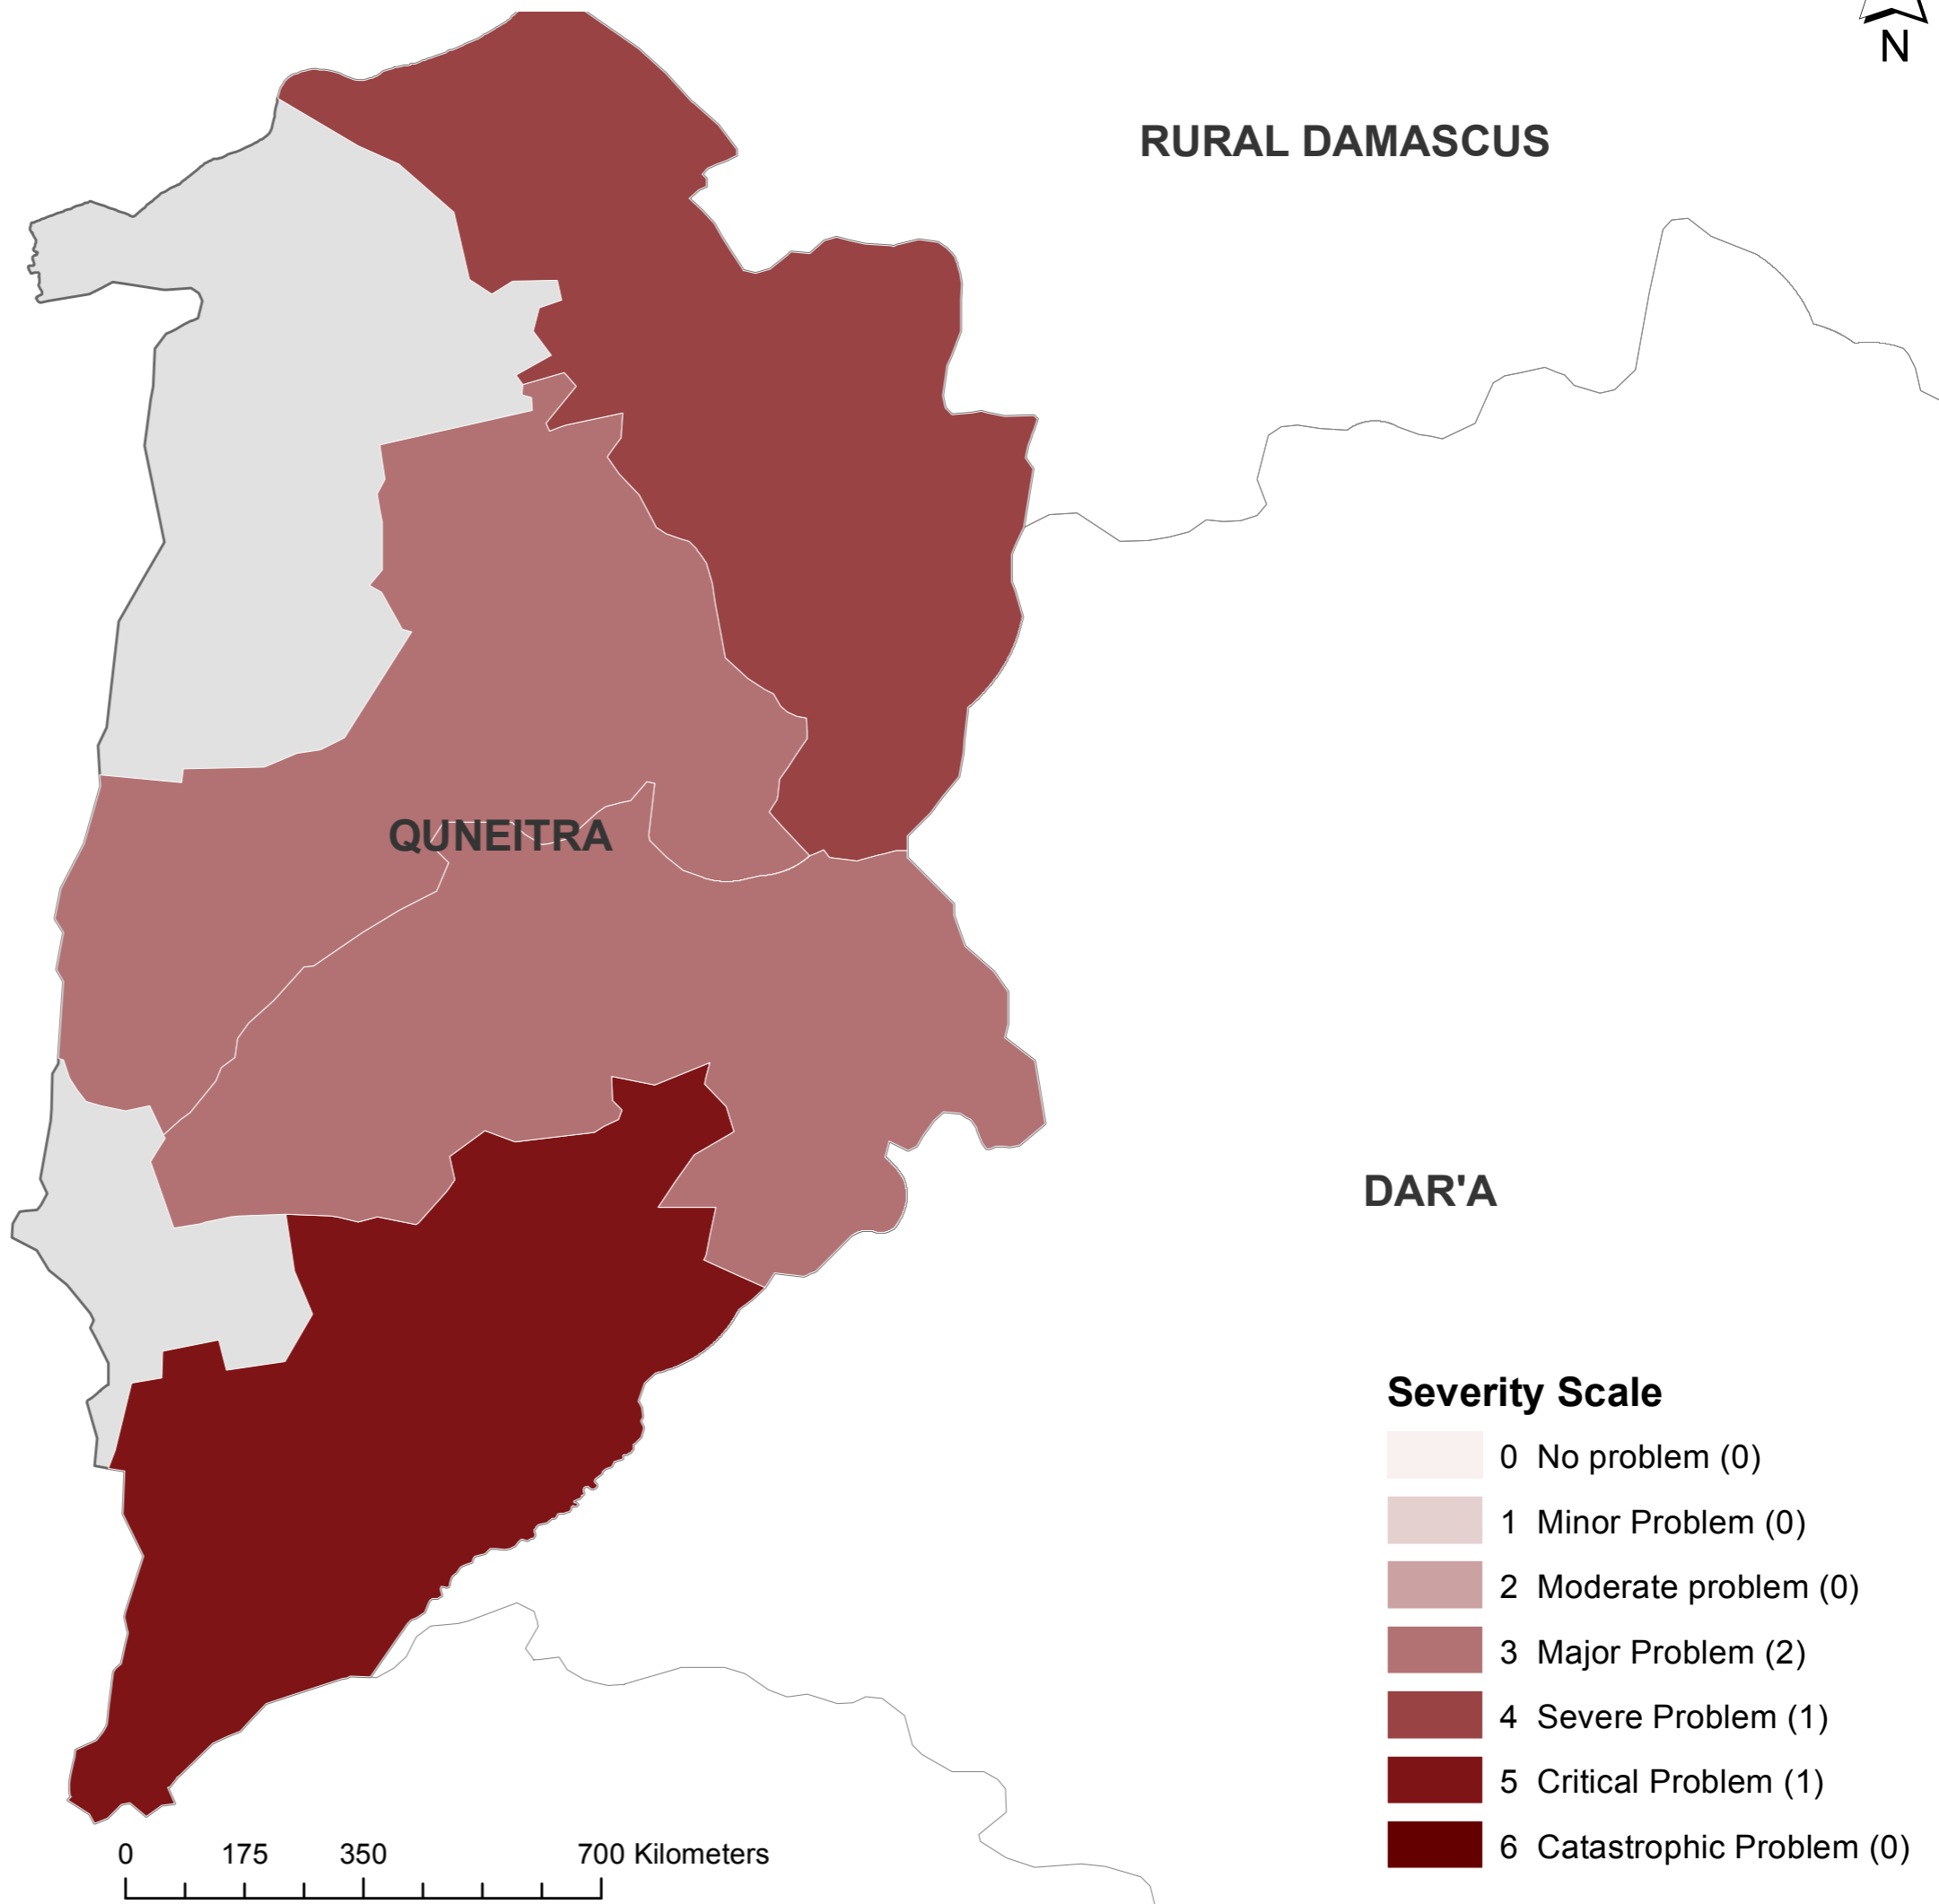 N
RURAL DAMASCUS
QUNEITRA
DAR'A
Severity Scale
0 No problem (0)
1 Minor Problem (0)
2 Moderate problem (0)
3 Major Problem (2)
4 Severe Problem (1)
5 Critical Problem (1)
6 Catastrophic Problem (0)
0 175 350 700 Kilometers